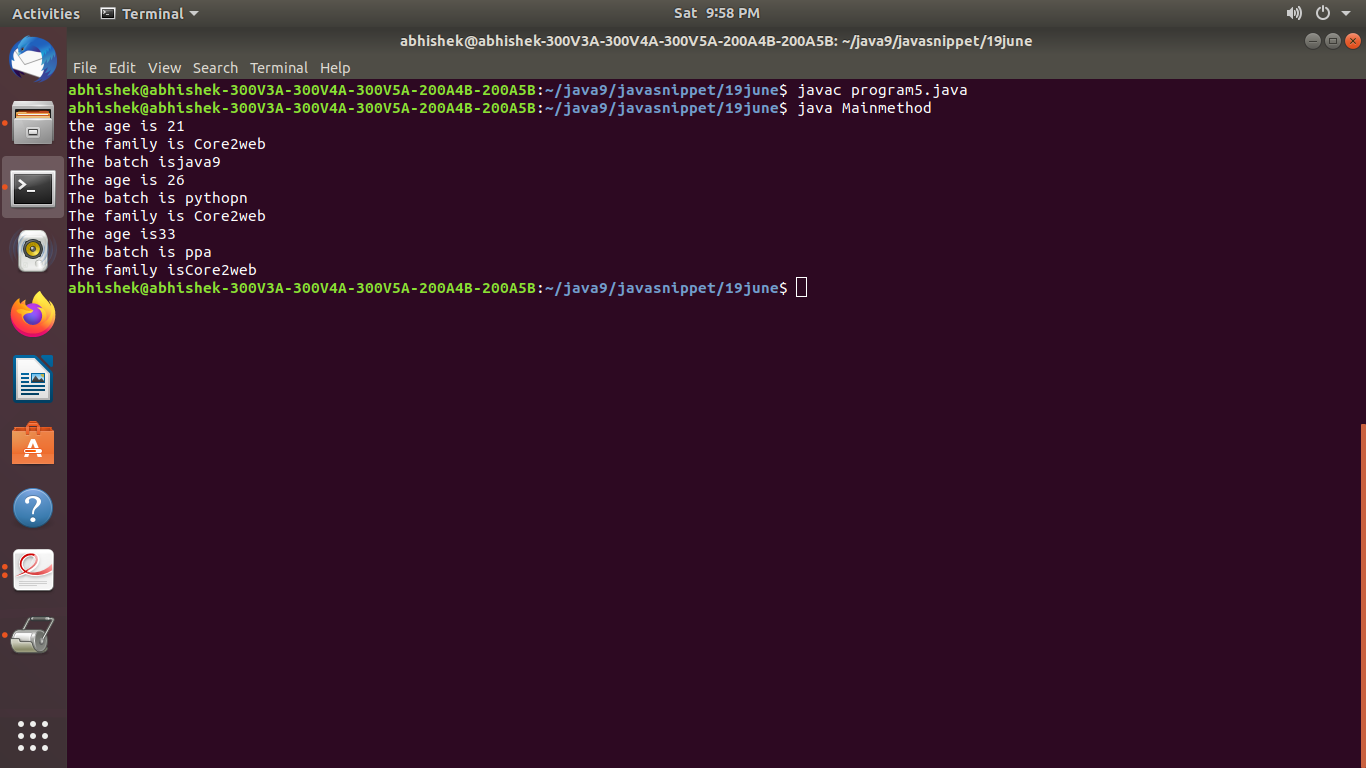 Activities Terminal Sat 9:58 PM
abhishek@abhishek-300V3A-300V4A-300V5A-200A4B-200A5B: ~/java9/javasnippet/19june
File Edit View Search Terminal Help
abhishek@abhishek-300V3A-300V4A-300V5A-200A4B-200A5B:~/java9/javasnippet/19june$ javac program5.java
abhishek@abhishek-300V3A-300V4A-300V5A-200A4B-200A5B:~/java9/javasnippet/19june$ java Mainmethod
the age is 21
the family is Core2web
The batch isjava9
The age is 26
The batch is pythopn
The family is Core2web
The age is33
The batch is ppa
The family isCore2web
abhishek@abhishek-300V3A-300V4A-300V5A-200A4B-200A5B:~/java9/javasnippet/19june$